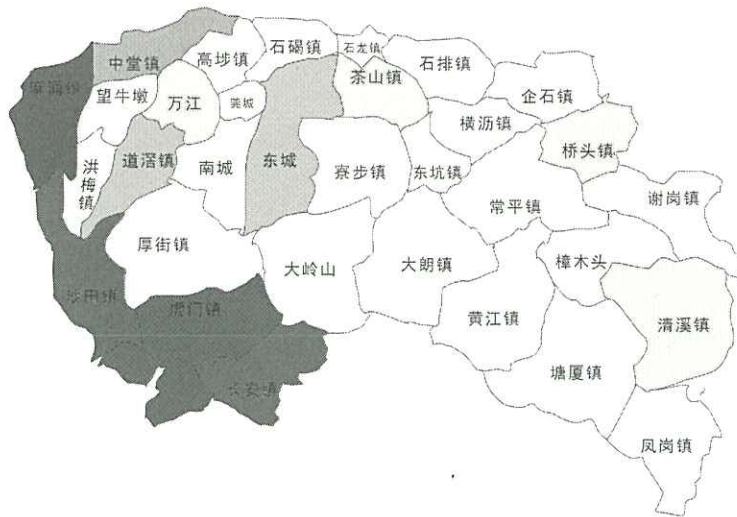 石碣镇
石龙镇
高埗镇
中堂镇
石排镇
茶山镇
麻涌镇
望牛墩
万江
莞城
企石镇
横沥镇
桥头镇
洪梅镇
道滘镇
南城
东城
寮步镇
东坑镇
谢岗镇
常平镇
厚街镇
大岭山
大朗镇
樟木头
沙田镇
虎门镇
黄江镇
清溪镇
塘厦镇
长安镇
凤岗镇